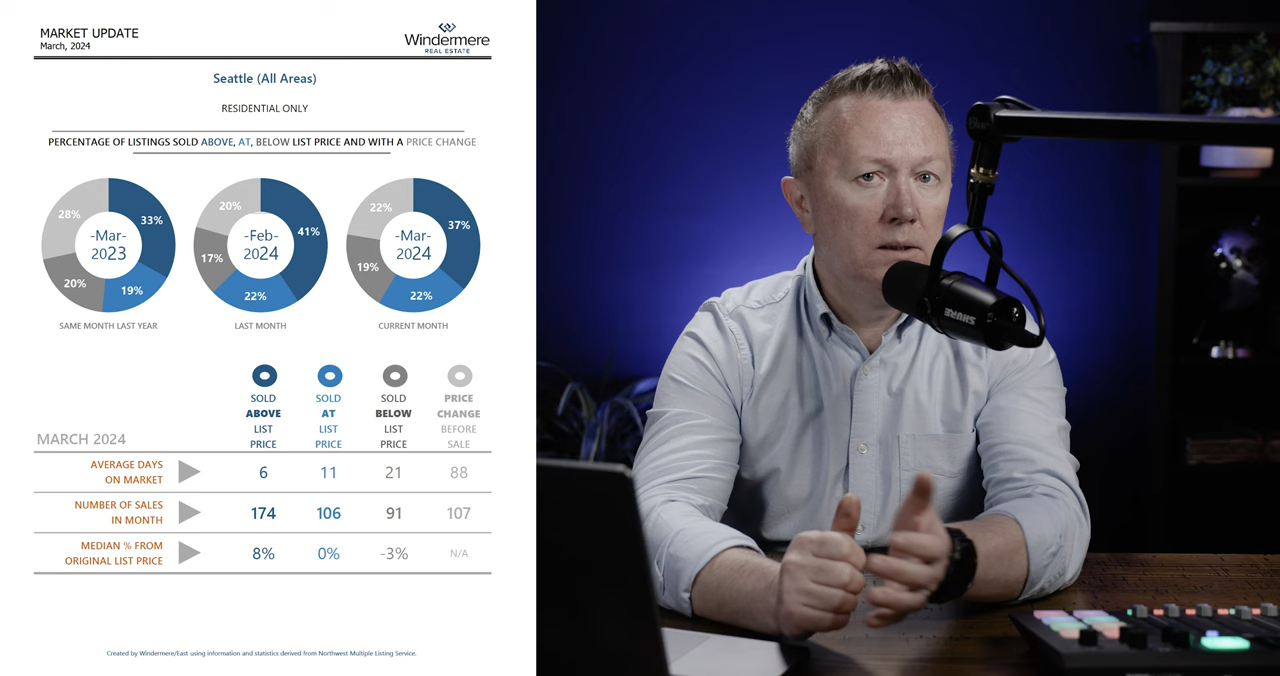 MARKET UPDATE
March, 2024
Windermere
REAL ESTATE
Seattle (All Areas)
RESIDENTIAL ONLY
PERCENTAGE OF LISTINGS SOLD ABOVE, AT, BELOW LIST PRICE AND WITH A PRICE CHANGE
28%
33%
20%
19%
-Mar-
2023
SAME MONTH LAST YEAR
20%
41%
17%
22%
-Feb-
2024
LAST MONTH
22%
37%
19%
22%
-Mar-
2024
CURRENT MONTH
SOLD ABOVE LIST PRICE
SOLD AT LIST PRICE
SOLD BELOW LIST PRICE
PRICE CHANGE BEFORE SALE
MARCH 2024
AVERAGE DAYS
ON MARKET
6 11 21 88
NUMBER OF SALES
IN MONTH
174 106 91 107
MEDIAN % FROM
ORIGINAL LIST PRICE
8% 0% -3% N/A
Created by Windermere/East using information and statistics derived from Northwest Multiple Listing Service.
SHURE